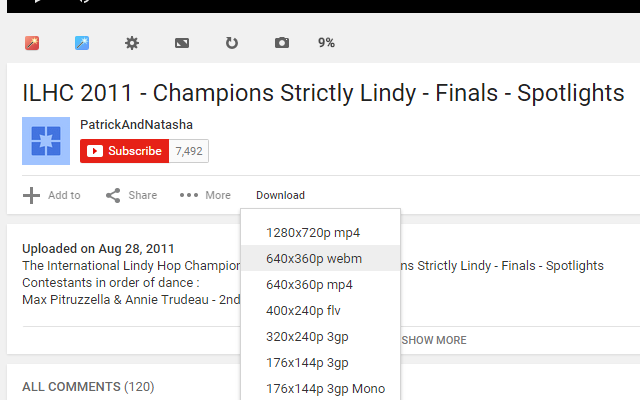 9%
ILHC 2011 - Champions Strictly Lindy - Finals - Spotlights
PatrickAndNatasha
Subscribe 7,492
Add to Share More Download
1280x720p mp4
640x360p webm
640x360p mp4
400x240p flv
320x240p 3gp
176x144p 3gp
176x144p 3gp Mono
Uploaded on Aug 28, 2011
The International Lindy Hop Champion ns Strictly Lindy - Finals - Spotlights
Contestants in order of dance :
Max Pitruzzella & Annie Trudeau - 2nd
SHOW MORE
ALL COMMENTS (120)